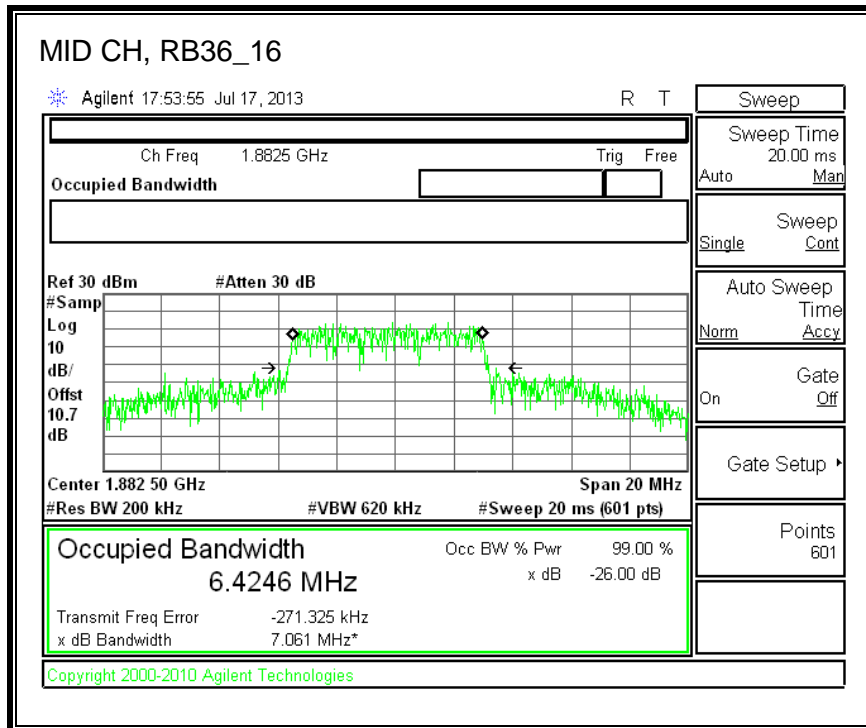 MID CH, RB36_16
Agilent 17:53:55 Jul 17, 2013 R T
Ch Freq 1.8825 GHz Trig Free
Occupied Bandwidth
Ref 30 dBm #Atten 30 dB
#Samp
Log
10
dB/
Offst
10.7
dB
Center 1.882 50 GHz Span 20 MHz
#Res BW 200 kHz #VBW 620 kHz #Sweep 20 ms (601 pts)
Occupied Bandwidth
6.4246 MHz
Occ BW % Pwr 99.00 %
x dB -26.00 dB
Transmit Freq Error -271.325 kHz
x dB Bandwidth 7.061 MHz*
Copyright 2000-2010 Agilent Technologies
Sweep
Sweep Time
20.00 ms
Auto Man
Sweep
Single Cont
Auto Sweep
Time
Norm Accy
Gate
On Off
Gate Setup
Points
601